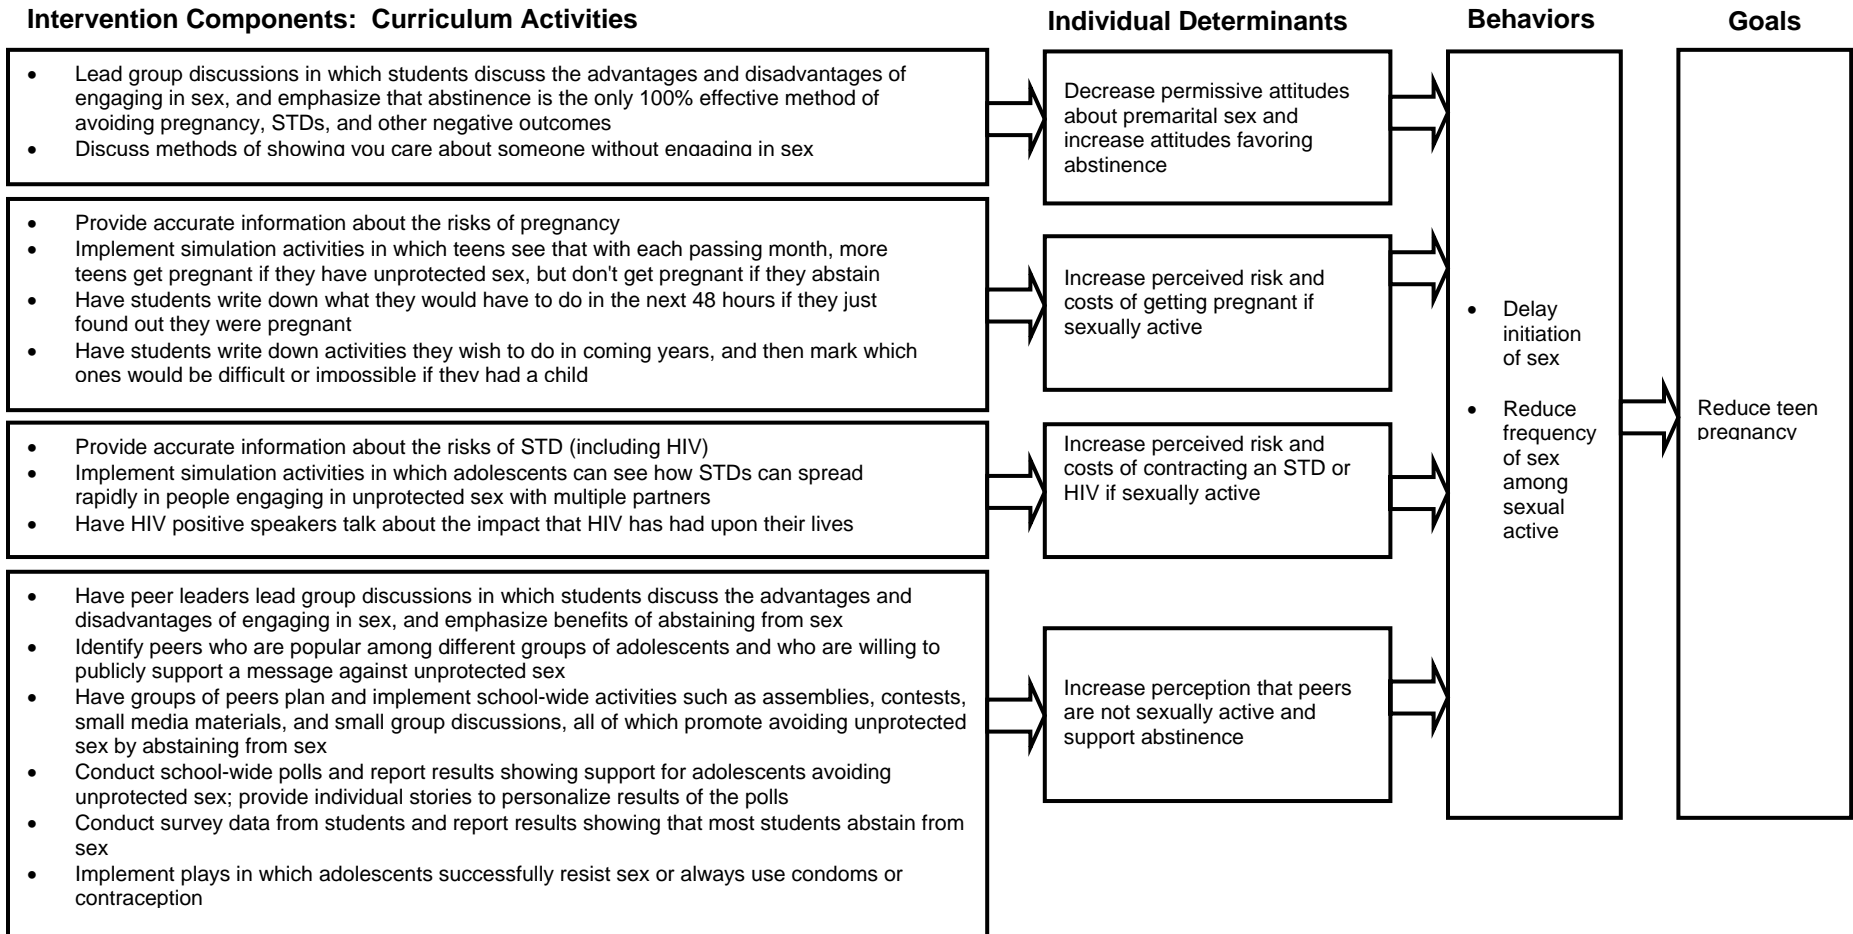 Intervention Components: Curriculum Activities
• Lead group discussions in which students discuss the advantages and disadvantages of
engaging in sex, and emphasize that abstinence is the only 100% effective method of
avoiding pregnancy, STDs, and other negative outcomes
• Discuss methods of showing you care about someone without engaging in sex
• Provide accurate information about the risks of pregnancy
• Implement simulation activities in which teens see that with each passing month, more
teens get pregnant if they have unprotected sex, but don't get pregnant if they abstain
• Have students write down what they would have to do in the next 48 hours if they just
found out they were pregnant
• Have students write down activities they wish to do in coming years, and then mark which
ones would be difficult or impossible if they had a child
• Provide accurate information about the risks of STD (including HIV)
• Implement simulation activities in which adolescents can see how STDs can spread
rapidly in people engaging in unprotected sex with multiple partners
• Have HIV positive speakers talk about the impact that HIV has had upon their lives
• Have peer leaders lead group discussions in which students discuss the advantages and
disadvantages of engaging in sex, and emphasize benefits of abstaining from sex
• Identify peers who are popular among different groups of adolescents and who are willing to
publicly support a message against unprotected sex
• Have groups of peers plan and implement school-wide activities such as assemblies, contests,
small media materials, and small group discussions, all of which promote avoiding unprotected
sex by abstaining from sex
• Conduct school-wide polls and report results showing support for adolescents avoiding
unprotected sex; provide individual stories to personalize results of the polls
• Conduct survey data from students and report results showing that most students abstain from
sex
• Implement plays in which adolescents successfully resist sex or always use condoms or
contraception
Individual Determinants
Decrease permissive attitudes
about premarital sex and
increase attitudes favoring
abstinence
Increase perceived risk and
costs of getting pregnant if
sexually active
Increase perceived risk and
costs of contracting an STD or
HIV if sexually active
Increase perception that peers
are not sexually active and
support abstinence
Behaviors
• Delay
initiation
of sex
• Reduce
frequency
of sex
among
sexual
active
Goals
Reduce teen
pregnancy